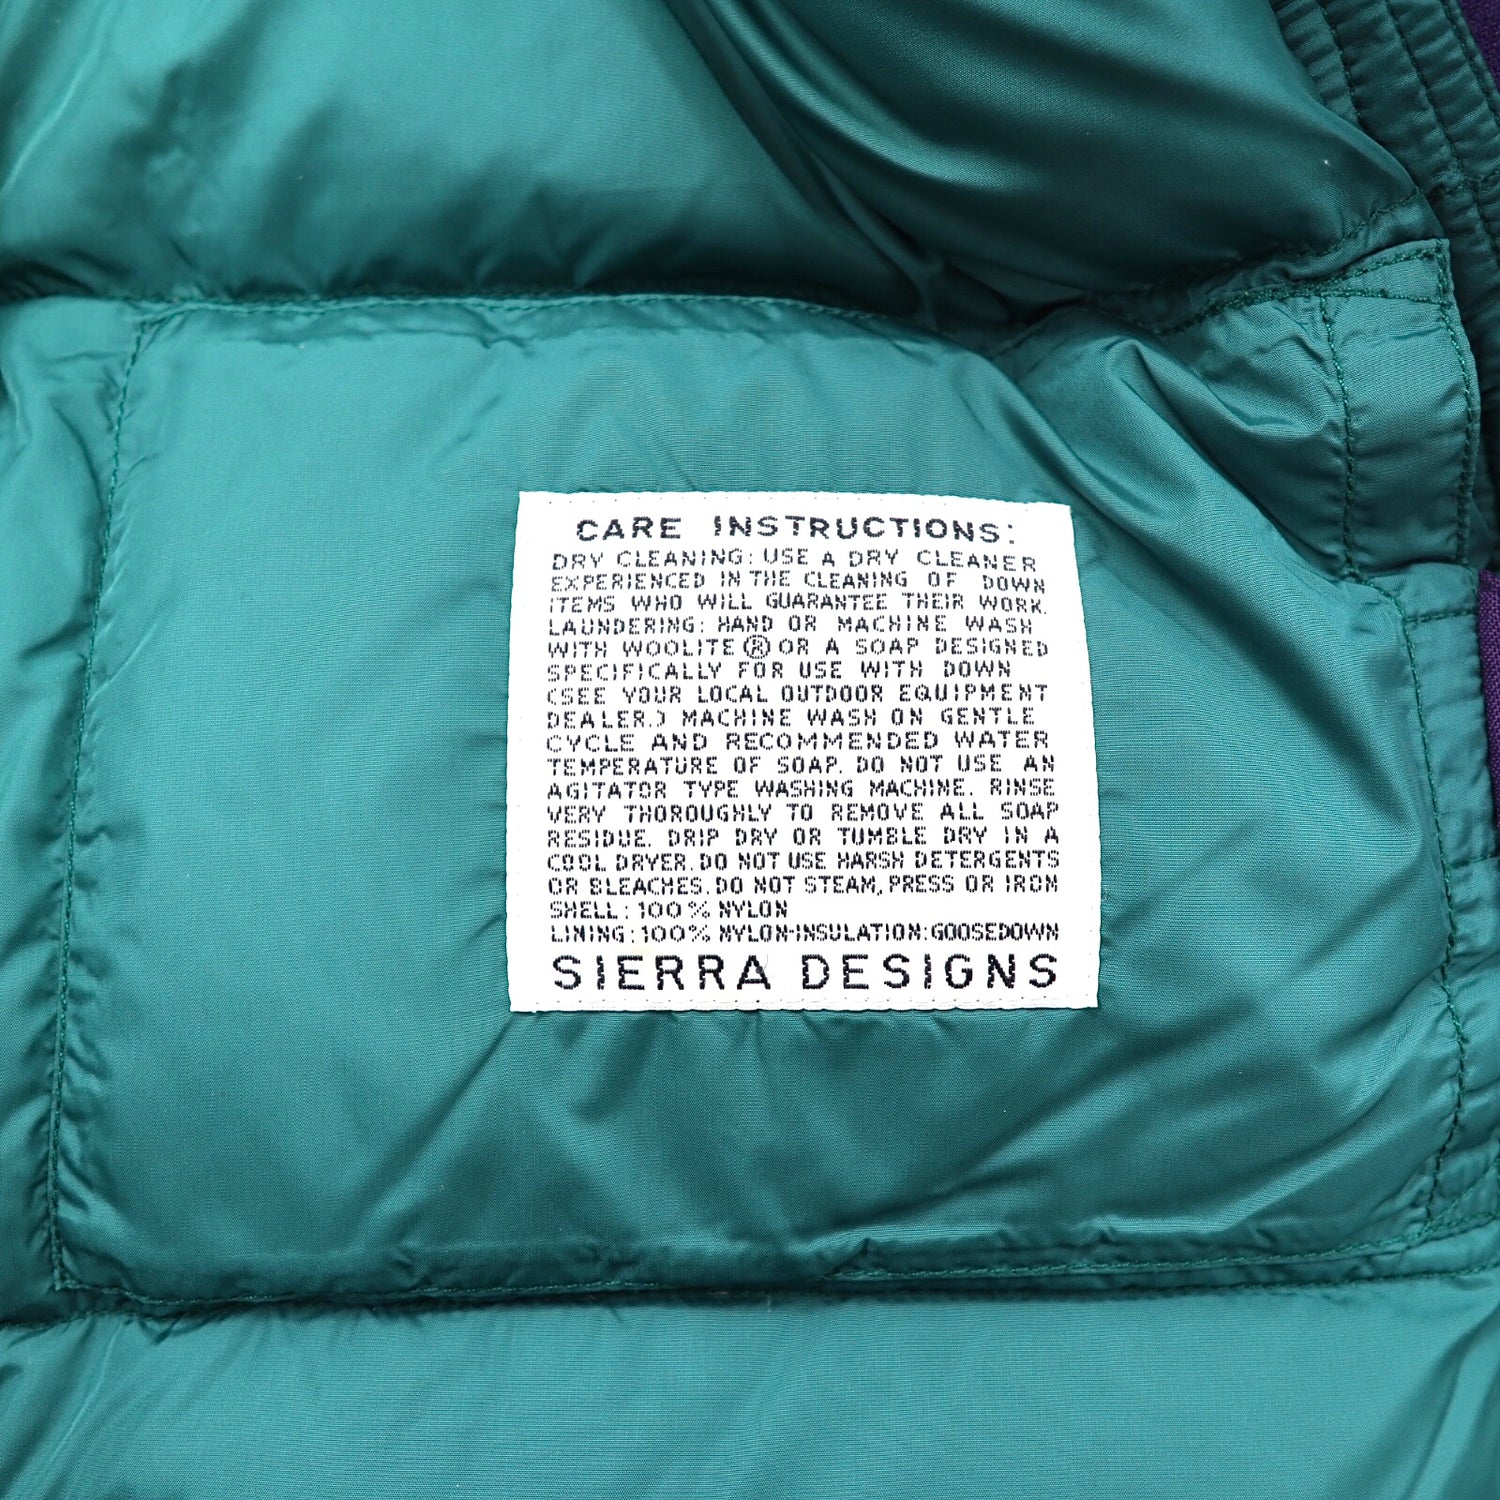 CARE INSTRUCTIONS:
DRY CLEANING: USE A DRY CLEANER
EXPERIENCED IN THE CLEANING OF DOWN
ITEMS WHO WILL GUARANTEE THEIR WORK.
LAUNDERING: HAND OR MACHINE WASH
WITH WOOLITE ® OR A SOAP DESIGNED
SPECIFICALLY FOR USE WITH DOWN
(SEE YOUR LOCAL OUTDOOR EQUIPMENT
DEALER.) MACHINE WASH ON GENTLE
CYCLE AND RECOMMENDED WATER
TEMPERATURE OF SOAP. DO NOT USE AN
AGITATOR TYPE WASHING MACHINE. RINSE
VERY THOROUGHLY TO REMOVE ALL SOAP
RESIDUE. DRIP DRY OR TUMBLE DRY IN A
COOL DRYER. DO NOT USE HARSH DETERGENTS
OR BLEACHES. DO NOT STEAM, PRESS OR IRON
SHELL: 100% NYLON
LINING: 100% NYLON-INSULATION: GOOSEDOWN
SIERRA DESIGNS